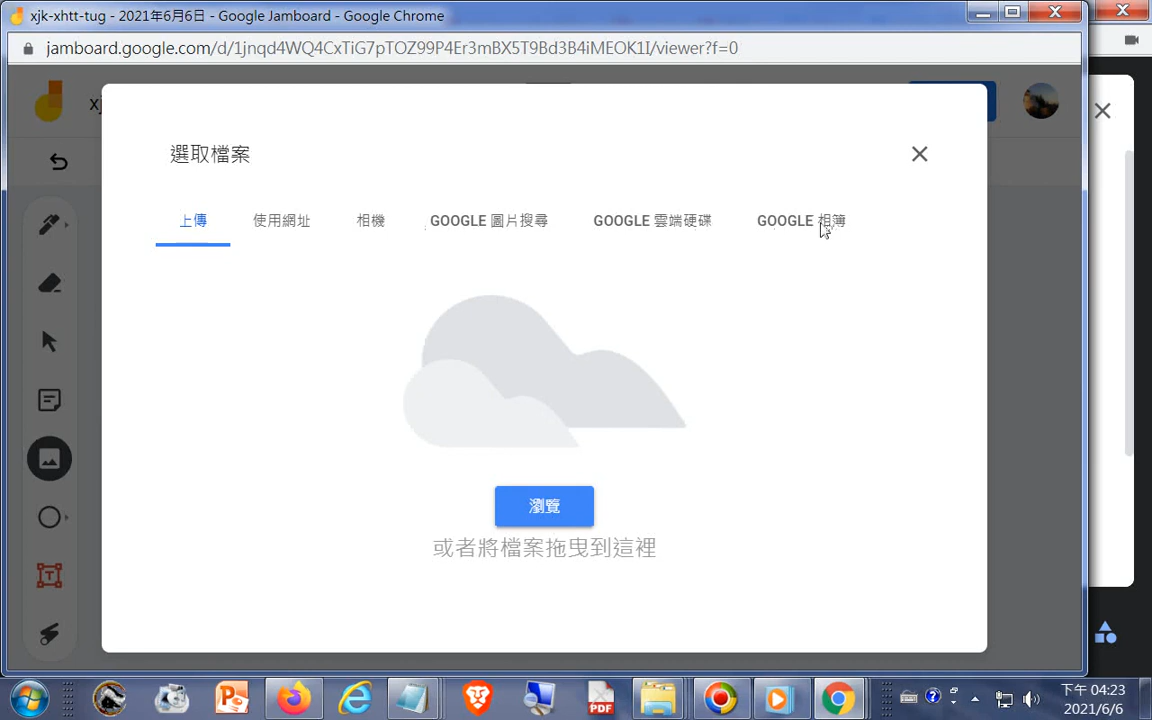 xjk-xhtt-tug - 2021年6月6日 - Google Jamboard - Google Chrome
jamboard.google.com/d/1jnqd4WQ4CxTiG7pTOZ99P4Er3mBX5T9Bd3B4iMEOK1I/viewer?f=0
選取檔案
上傳
使用網址
相機
GOOGLE 圖片搜尋
GOOGLE 雲端硬碟
GOOGLE 相簿
瀏覽
或者將檔案拖曳到這裡
PDF
下午 04:23
2021/6/6